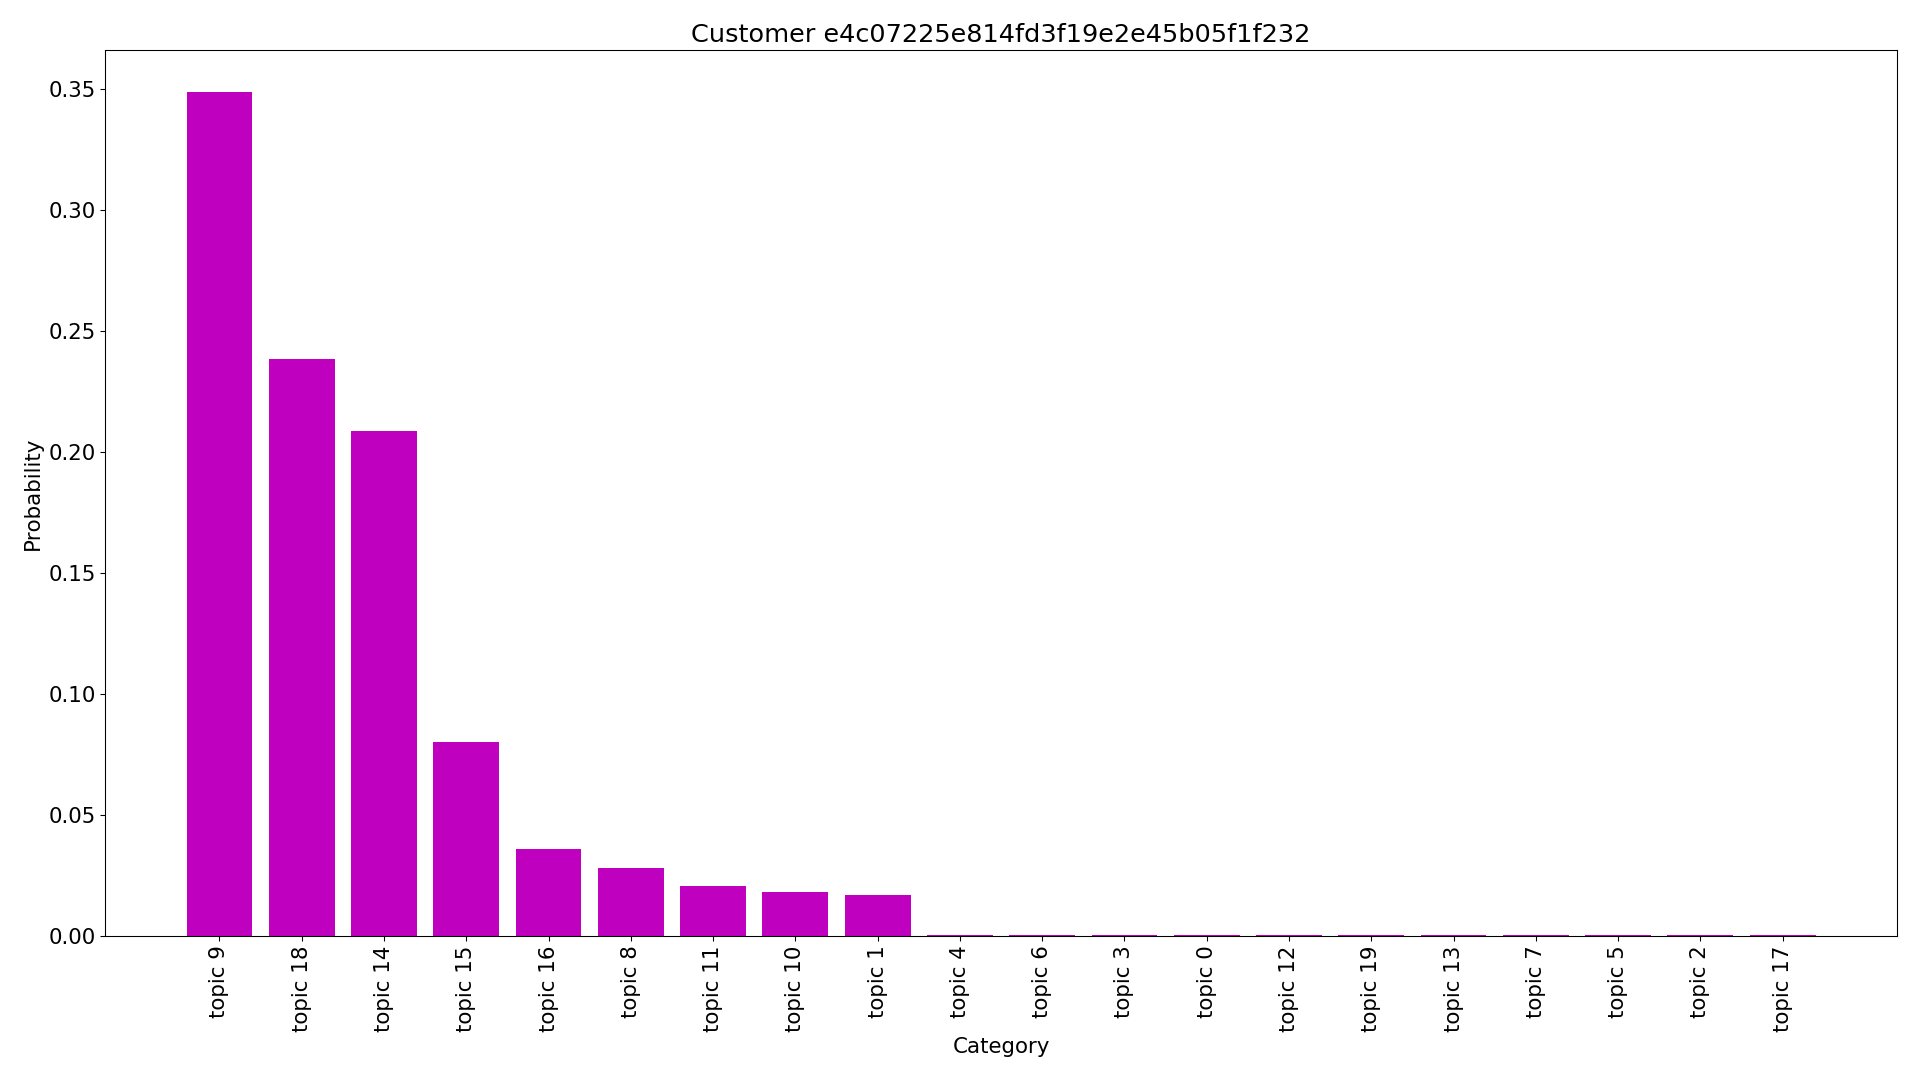 Customer e4c07225e814fd3f19e2e45b05f1f232
Probability
0.35
0.30
0.25
0.20
0.15
0.10
0.05
0.00
topic 9
topic 18
topic 14
topic 15
topic 16
topic 8
topic 11
topic 10
topic 1
topic 4
topic 6
topic 3
topic 0
topic 12
topic 19
topic 13
topic 7
topic 5
topic 2
topic 17
Category